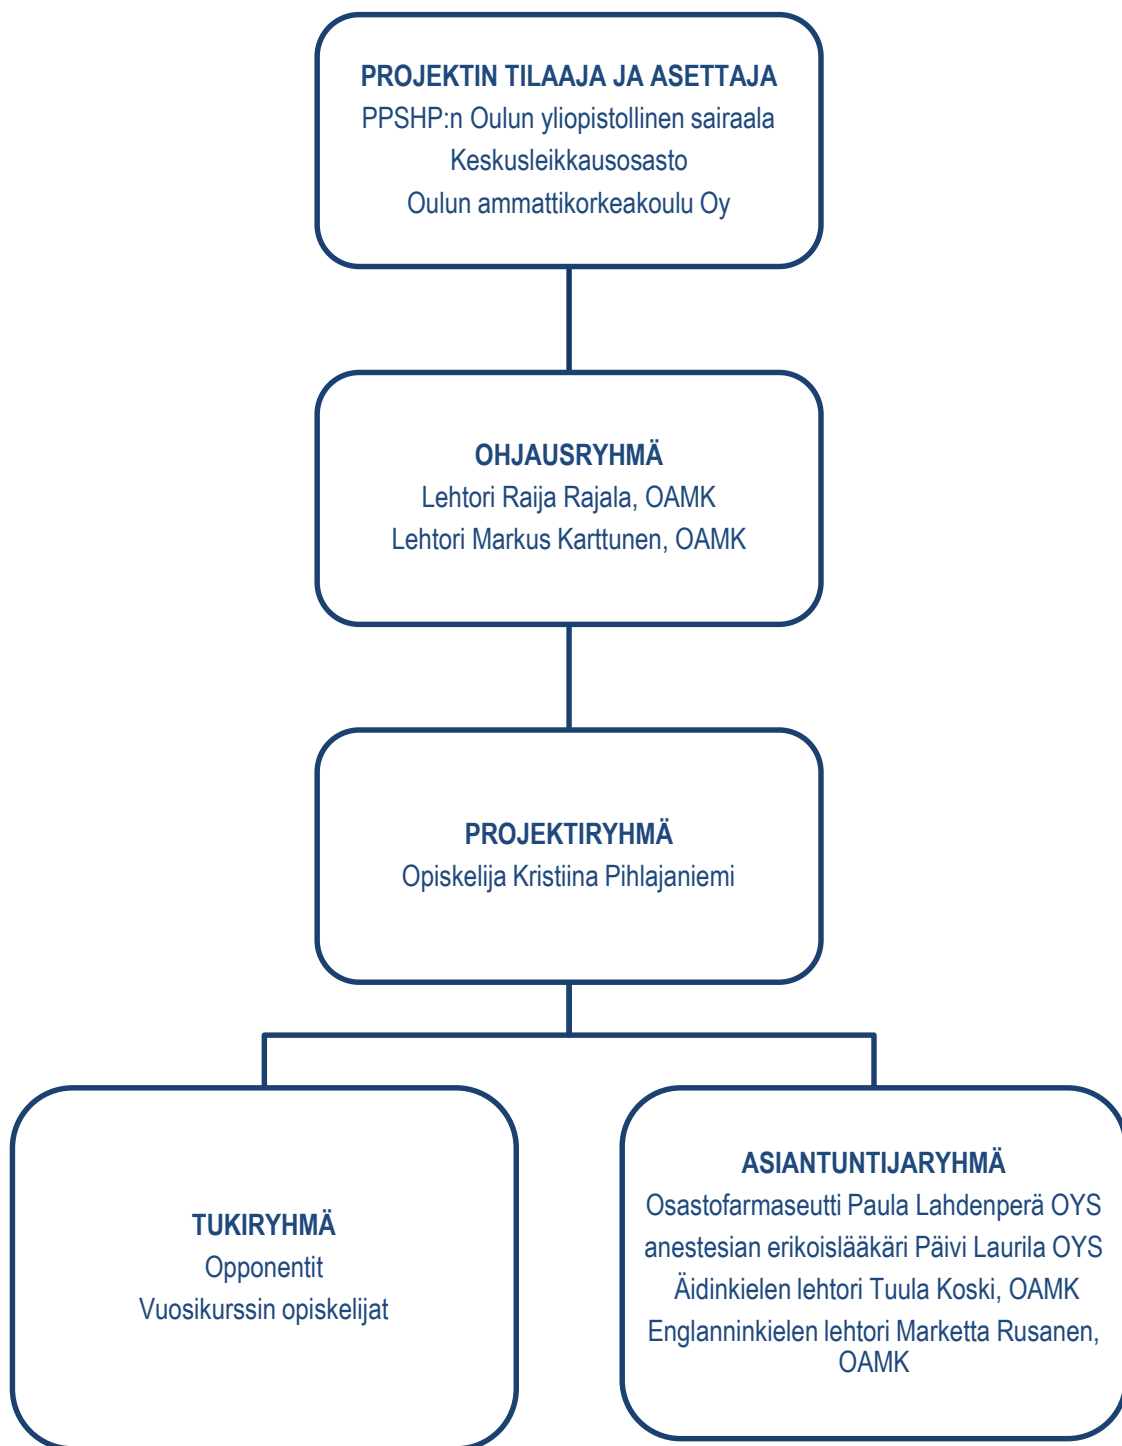 PROJEKTIN TILAAJA JA ASETTAJA
PPSHP:n Oulun yliopistollinen sairaala
Keskusleikkausosasto
Oulun ammattikorkeakoulu Oy
OHJAUSRYHMÄ
Lehtori Raija Rajala, OAMK
Lehtori Markus Karttunen, OAMK
PROJEKTIRYHMÄ
Opiskelija Kristiina Pihlajaniemi
TUKIRYHMÄ
Opponentit
Vuosikurssin opiskelijat
ASIANTUNTIJARYHMÄ
Osastofarmaseutti Paula Lahdenperä OYS
anestesian erikoislääkäri Päivi Laurila OYS
Äidinkielen lehtori Tuula Koski, OAMK
Englanninkielen lehtori Marketta Rusanen,
OAMK